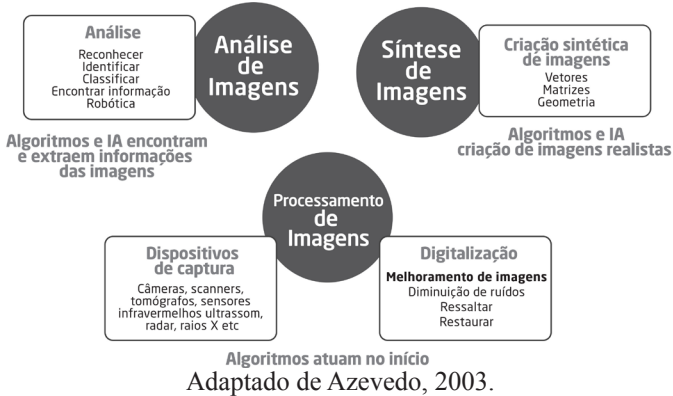 Análise
Reconhecer
Identificar
Classificar
Encontrar informação
Robótica
Análise
de
Imagens
Algoritmos e IA encontram
e extraem informações
das imagens
Síntese
de
Imagens
Criação sintética
de imagens
Vetores
Matrizes
Geometria
Algoritmos e IA
criação de imagens realistas
Processamento
de
Imagens
Dispositivos
de captura
Câmeras, scanners,
tomógrafos, sensores
infravermelhos ultrassom,
radar, raios X etc
Digitalização
Melhoramento de imagens
Diminuição de ruídos
Ressaltar
Restaurar
Algoritmos atuam no início
Adaptado de Azevedo, 2003.